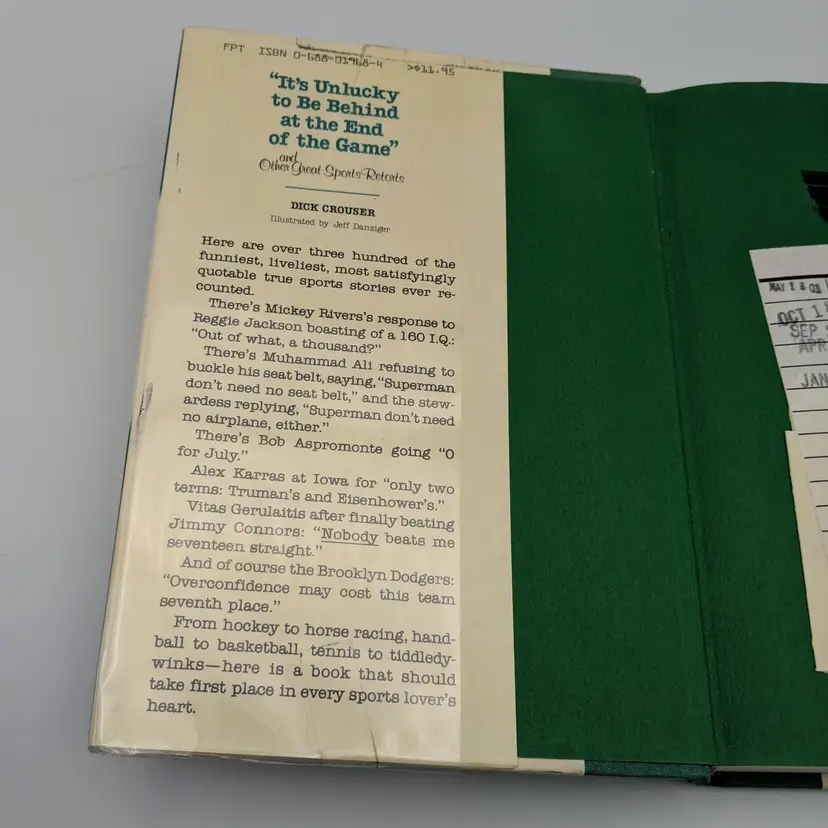 FPT ISBN 0-688-01968-4 >$11.95
"It's Unlucky
to Be Behind
at the End
of the Game"
and
Other Great Sports Retorts
DICK CROUSER
Illustrated by Jeff Danziger
Here are over three hundred of the
funniest, liveliest, most satisfyingly
quotable true sports stories ever re-
counted.
There's Mickey Rivers's response to
Reggie Jackson boasting of a 160 I.Q.:
"Out of what, a thousand?"
There's Muhammad Ali refusing to
buckle his seat belt, saying, "Superman
don't need no seat belt," and the stew-
ardess replying, "Superman don't need
no airplane, either."
There's Bob Aspromonte going "0
for July."
Alex Karras at Iowa for "only two
terms: Truman's and Eisenhower's."
Vitas Gerulaitis after finally beating
Jimmy Connors: "Nobody beats me
seventeen straight."
And of course the Brooklyn Dodgers:
"Overconfidence may cost this team
seventh place."
From hockey to horse racing, hand-
ball to basketball, tennis to tiddledy-
winks—here is a book that should
take first place in every sports lover's
heart.
MAY 18 01
OCT 1
SEP
APR
JAN